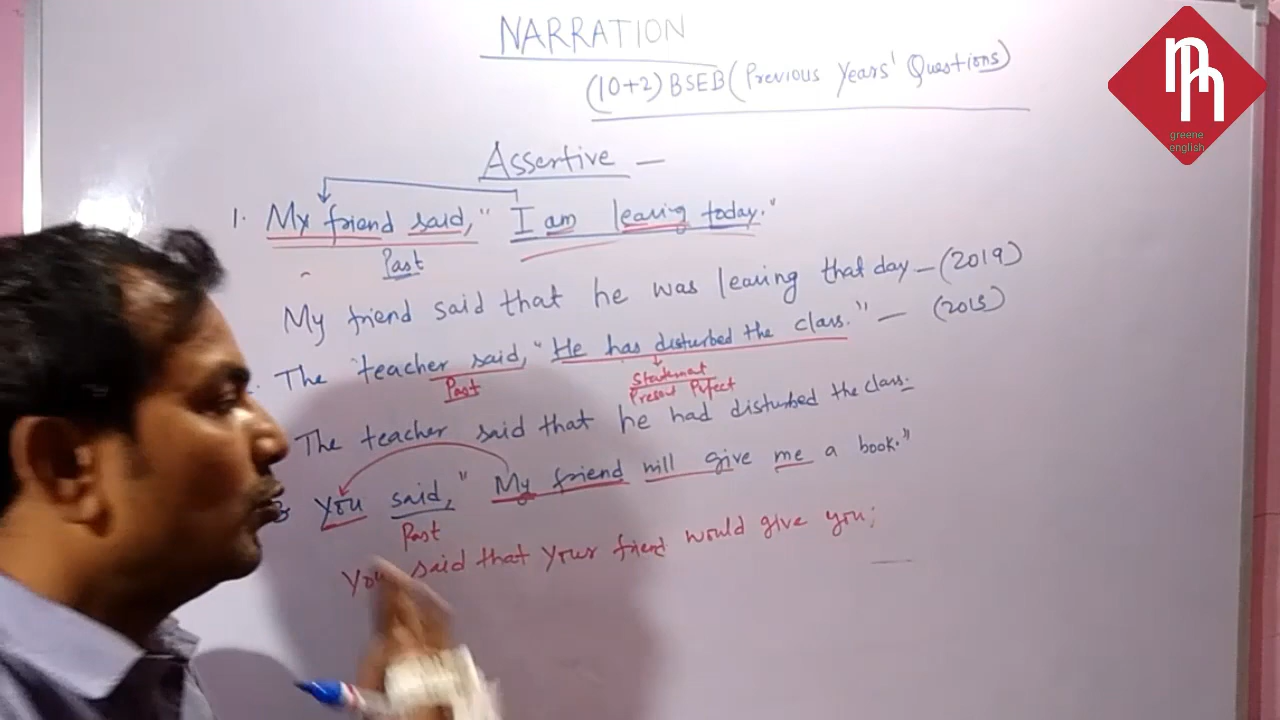 NARRATION
(10+2) BSEB (Previous Years' Questions)
greene
english
Assertive —
1. My friend said, "I am leaving today."
Past
My friend said that he was leaving that day – (2019)
The teacher said, "He has disturbed the class." — (2015)
Past
Statement
Present Perfect
The teacher said that he had disturbed the class.
3 You said, "My friend will give me a book."
Past
You said that your friend would give you